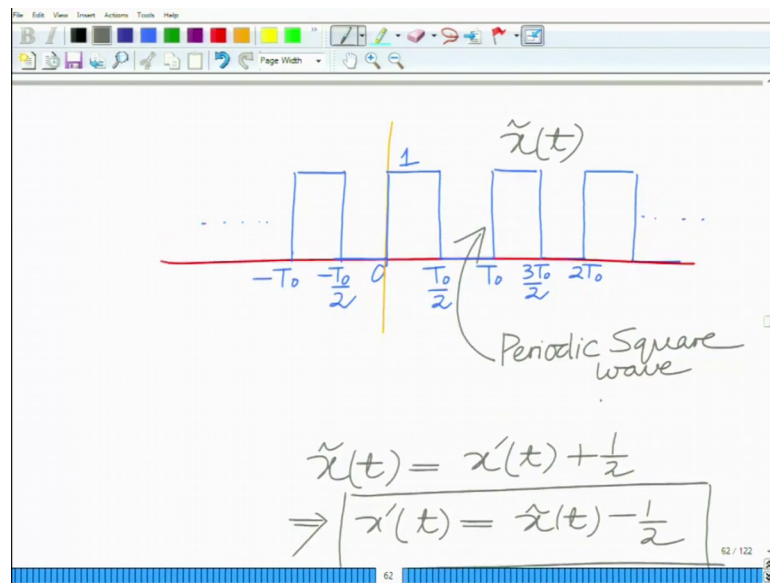 File Edit View Insert Actions Tools Help
B I
Page Width
x̃(t)
1
-T₀ -T₀/2 0 T₀/2 T₀ 3T₀/2 2T₀
Periodic Square
wave
x̃(t) = x′(t) + 1/2
⇒ x′(t) = x̃(t) - 1/2
62 / 122
62